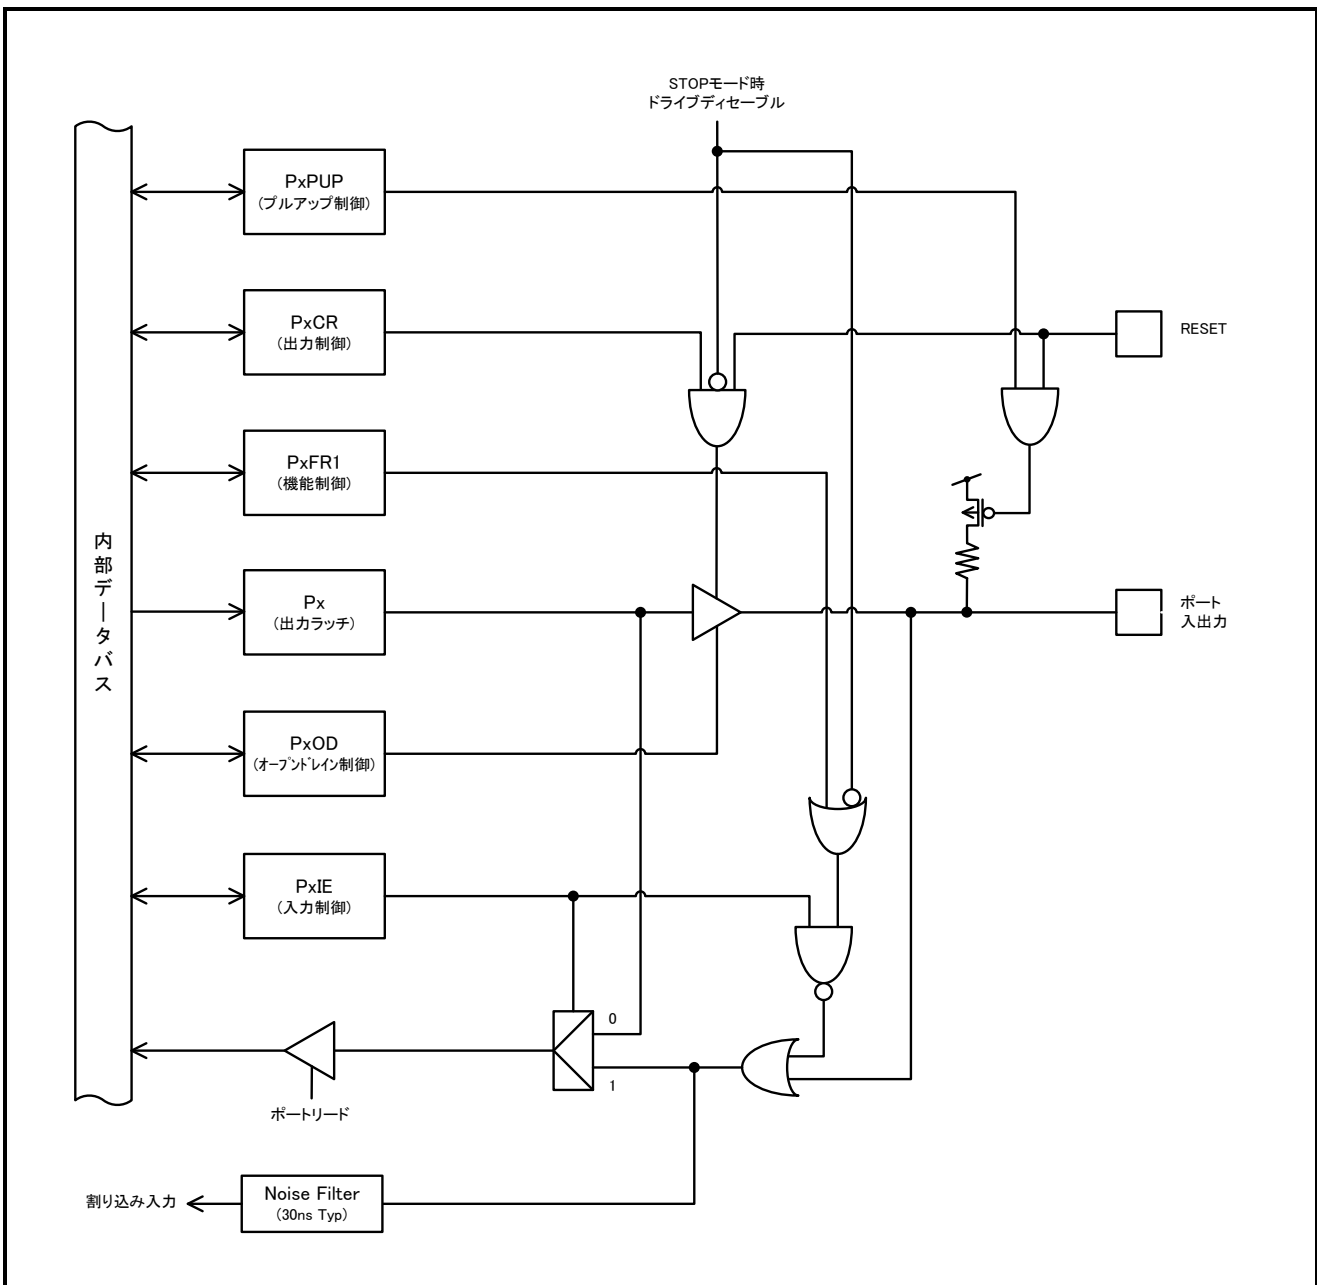 STOPモード時
ドライブディセーブル
PxPUP
(プルアップ制御)
PxCR
(出力制御)
RESET
PxFR1
(機能制御)
内部データバス
Px
(出力ラッチ)
ポート
入出力
PxOD
(オープンドレイン制御)
PxIE
(入力制御)
0
1
ポートリード
割り込み入力
Noise Filter
(30ns Typ)